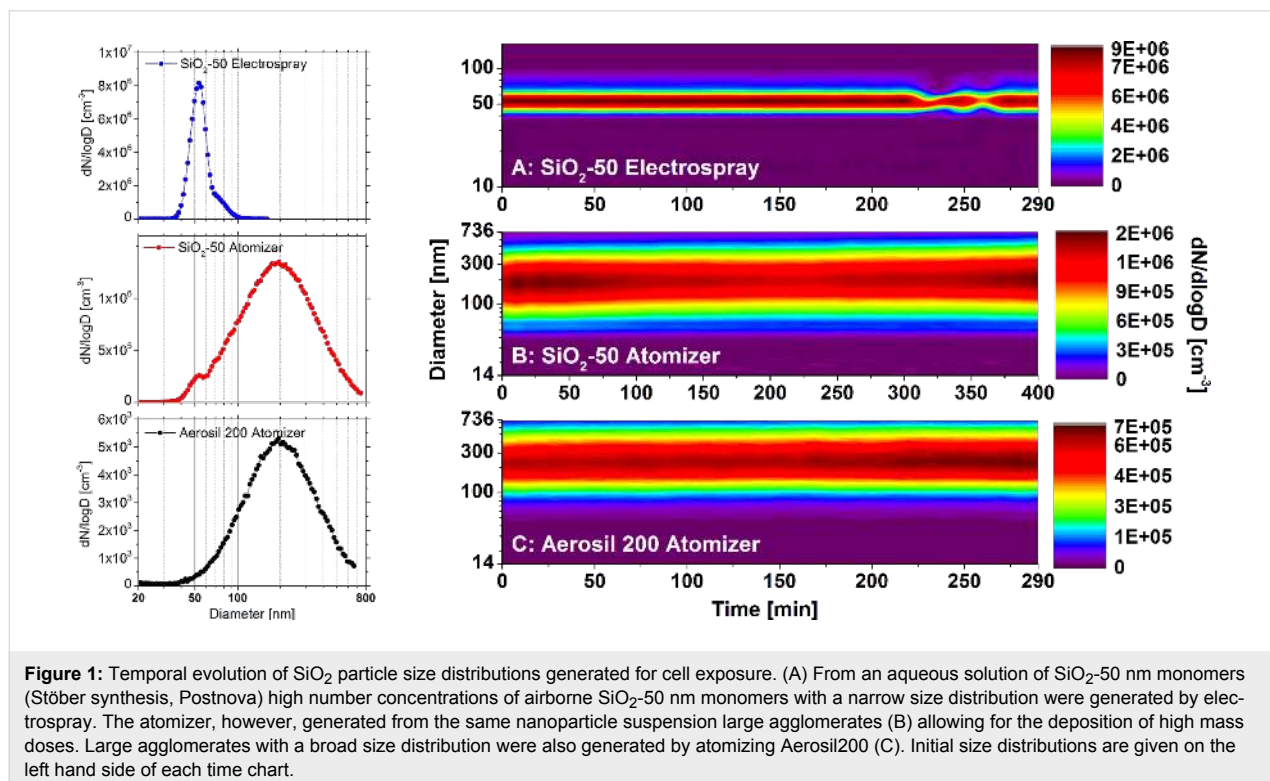 1x10⁷
8x10⁶
6x10⁶
4x10⁶
2x10⁶
0
dN/logD [cm⁻³]
SiO₂-50 Electrospray
1x10⁶
5x10⁵
0
dN/logD [cm⁻³]
SiO₂-50 Atomizer
6x10³
5x10³
4x10³
3x10³
2x10³
1x10³
0
dN/logD [cm⁻³]
Aerosil 200 Atomizer
20 50 100 800
Diameter [nm]
100
50
10
A: SiO₂-50 Electrospray
0 50 100 150 200 250 290
9E+06
7E+06
6E+06
4E+06
2E+06
0
Diameter [nm]
736
300
100
14
B: SiO₂-50 Atomizer
0 50 100 150 200 250 300 350 400
2E+06
1E+06
9E+05
6E+05
3E+05
0
dN/dlogD [cm⁻³]
736
300
100
14
C: Aerosil 200 Atomizer
0 50 100 150 200 250 290
Time [min]
7E+05
6E+05
4E+05
3E+05
1E+05
0
Figure 1: Temporal evolution of SiO₂ particle size distributions generated for cell exposure. (A) From an aqueous solution of SiO₂-50 nm monomers
(Stöber synthesis, Postnova) high number concentrations of airborne SiO₂-50 nm monomers with a narrow size distribution were generated by elec-
trospray. The atomizer, however, generated from the same nanoparticle suspension large agglomerates (B) allowing for the deposition of high mass
doses. Large agglomerates with a broad size distribution were also generated by atomizing Aerosil200 (C). Initial size distributions are given on the
left hand side of each time chart.